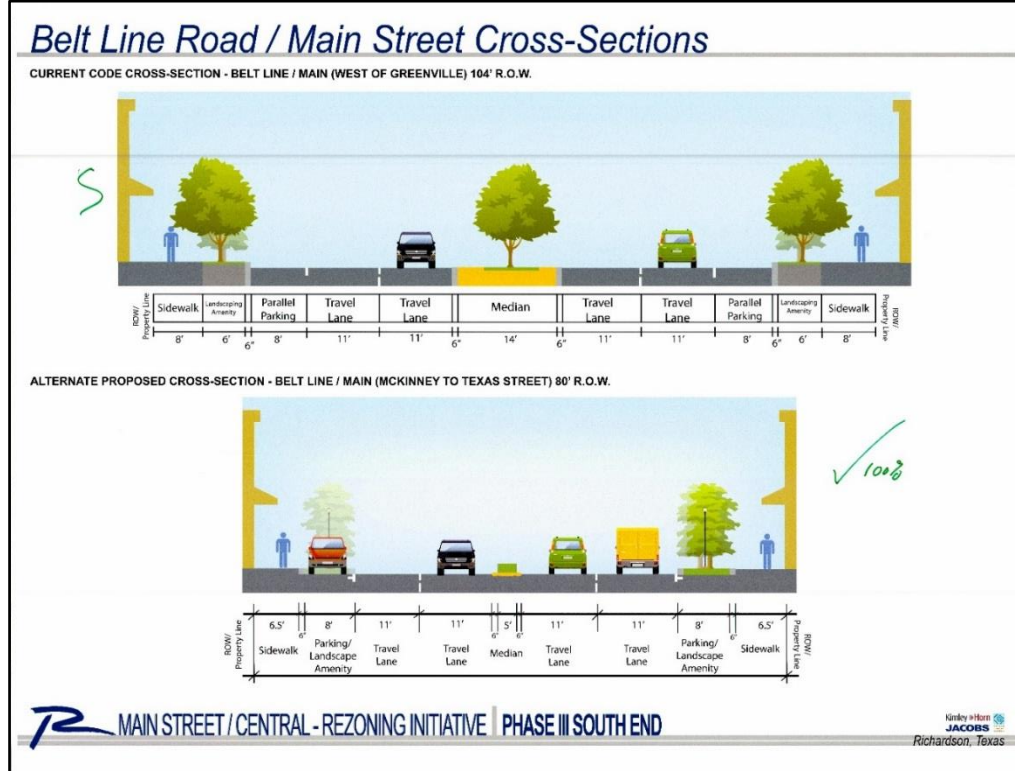 Belt Line Road / Main Street Cross-Sections
CURRENT CODE CROSS-SECTION - BELT LINE / MAIN (WEST OF GREENVILLE) 104' R.O.W.
S
ROW/
Property Line
Sidewalk
Landscaping
Amenity
Parallel
Parking
Travel
Lane
Travel
Lane
Median
Travel
Lane
Travel
Lane
Parallel
Parking
Landscaping
Amenity
Sidewalk
ROW/
Property Line
8' 6' 6" 8' 11' 11' 6" 14' 6" 11' 11' 8' 6" 6' 8'
ALTERNATE PROPOSED CROSS-SECTION - BELT LINE / MAIN (MCKINNEY TO TEXAS STREET) 80' R.O.W.
✓ 100%
6.5' 6" 8' 11' 11' 6" 5' 6" 11' 11' 8' 6" 6.5'
ROW/
Property Line
Sidewalk
Parking/
Landscape
Amenity
Travel
Lane
Travel
Lane
Median
Travel
Lane
Travel
Lane
Parking/
Landscape
Amenity
Sidewalk
ROW/
Property Line
R MAIN STREET / CENTRAL - REZONING INITIATIVE | PHASE III SOUTH END
Kimley»Horn
JACOBS
Richardson, Texas